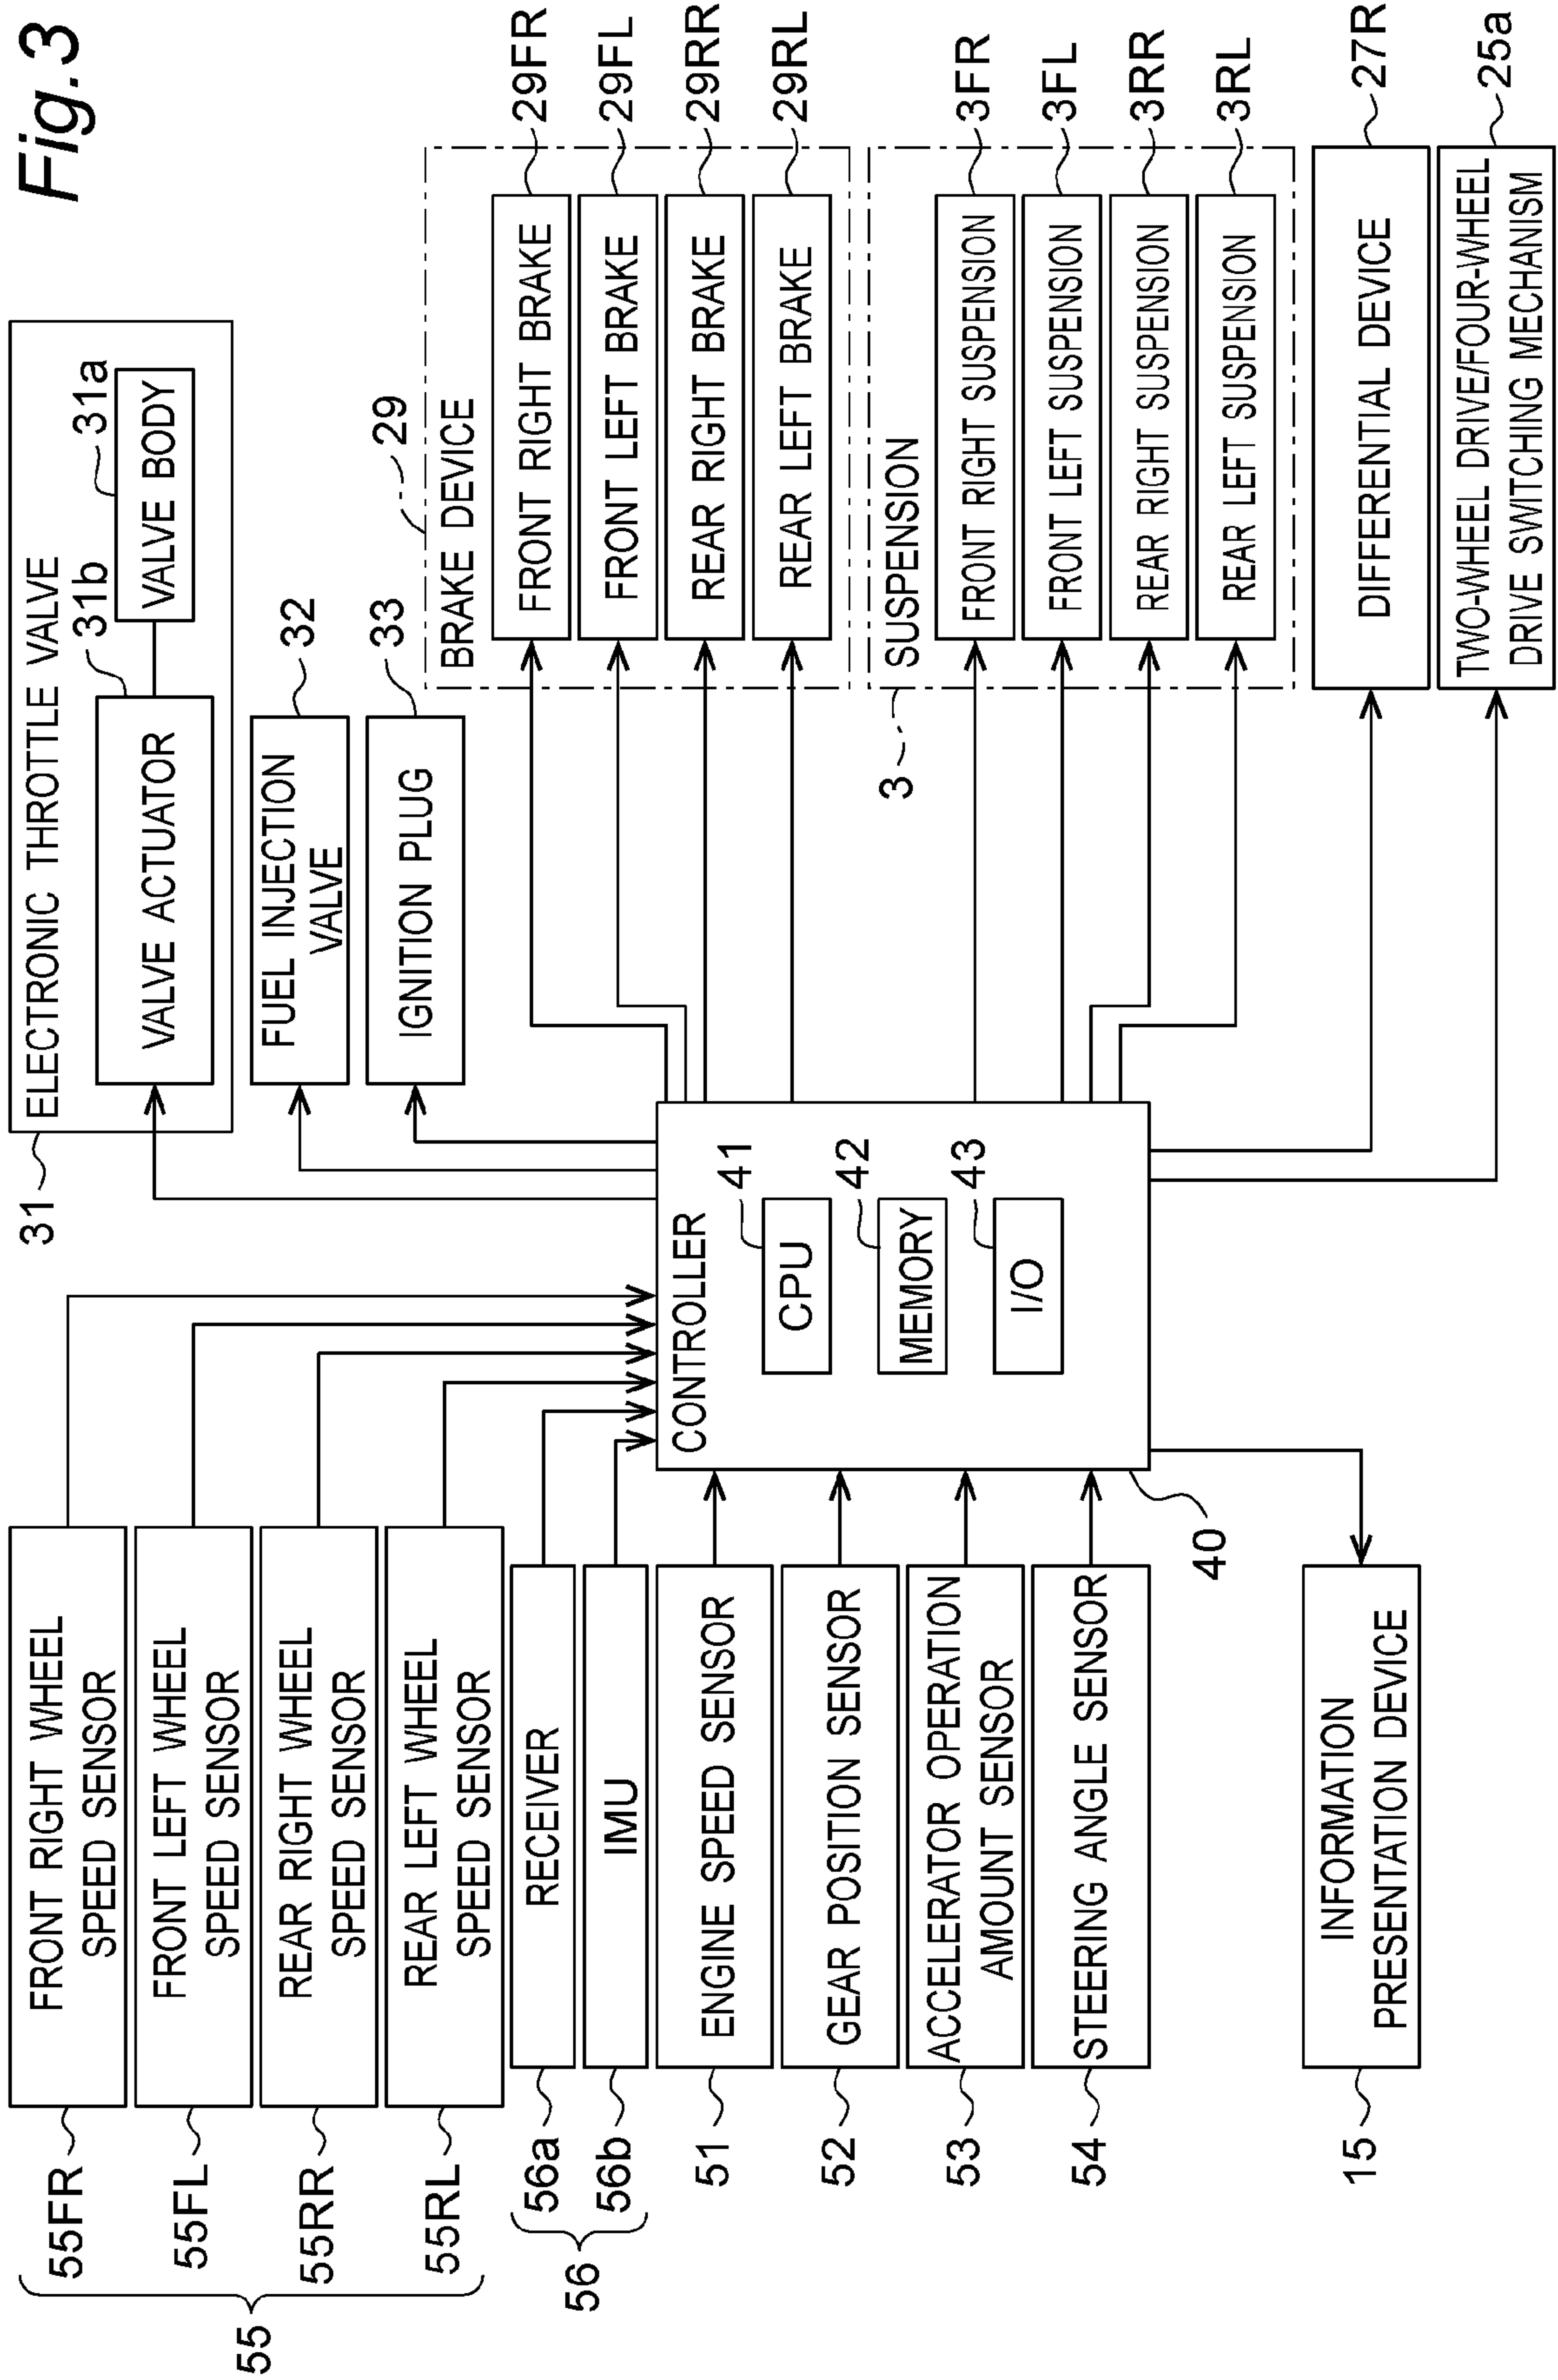 Fig.3
55
55FR
FRONT RIGHT WHEEL
SPEED SENSOR
55FL
FRONT LEFT WHEEL
SPEED SENSOR
55RR
REAR RIGHT WHEEL
SPEED SENSOR
55RL
REAR LEFT WHEEL
SPEED SENSOR
56
56a
RECEIVER
56b
IMU
51
ENGINE SPEED SENSOR
52
GEAR POSITION SENSOR
53
ACCELERATOR OPERATION
AMOUNT SENSOR
54
STEERING ANGLE SENSOR
15
INFORMATION
PRESENTATION DEVICE
40
CONTROLLER
41
CPU
42
MEMORY
43
I/O
31
ELECTRONIC THROTTLE VALVE
31b
VALVE ACTUATOR
31a
VALVE BODY
32
FUEL INJECTION
VALVE
33
IGNITION PLUG
29
BRAKE DEVICE
FRONT RIGHT BRAKE
29FR
FRONT LEFT BRAKE
29FL
REAR RIGHT BRAKE
29RR
REAR LEFT BRAKE
29RL
3
SUSPENSION
FRONT RIGHT SUSPENSION
3FR
FRONT LEFT SUSPENSION
3FL
REAR RIGHT SUSPENSION
3RR
REAR LEFT SUSPENSION
3RL
DIFFERENTIAL DEVICE
27R
TWO-WHEEL DRIVE/FOUR-WHEEL
DRIVE SWITCHING MECHANISM
25a